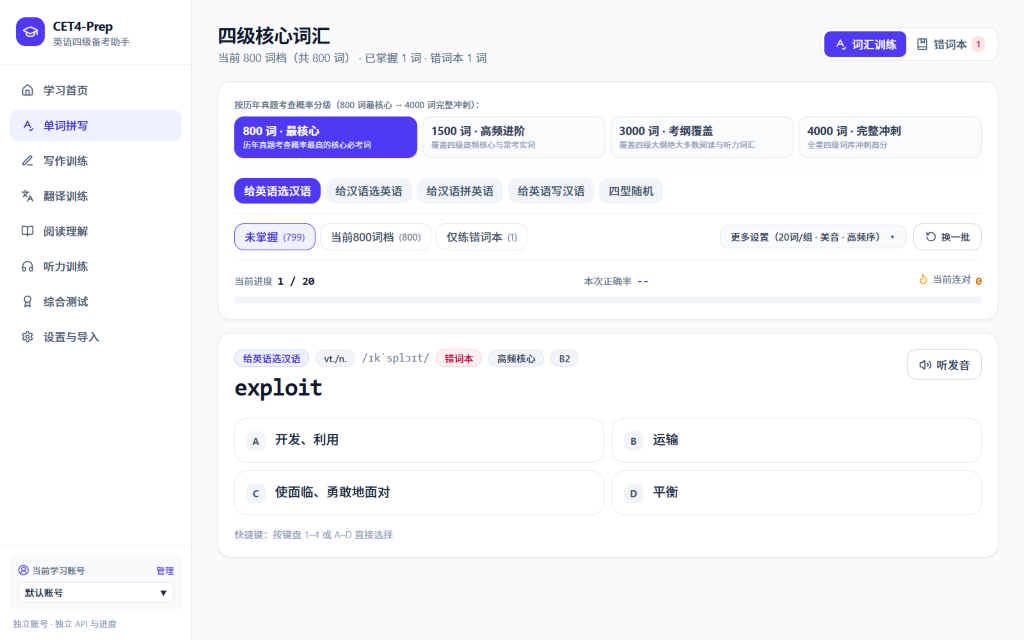 CET4-Prep
英语四级备考助手
学习首页
单词拼写
写作训练
翻译训练
阅读理解
听力训练
综合测试
设置与导入
当前学习账号
管理
默认账号
独立账号 · 独立 API 与进度
四级核心词汇
当前 800 词档（共 800 词） · 已掌握 1 词 · 错词本 1 词
词汇训练
错词本 1
按历年真题考查概率分级（800 词最核心 → 4000 词完整冲刺）：
800 词 · 最核心
历年真题考查概率最高的核心必考词
1500 词 · 高频进阶
覆盖四级高频核心与常考实词
3000 词 · 考纲覆盖
覆盖四级大纲绝大多数阅读与听力词汇
4000 词 · 完整冲刺
全量四级词库冲刺高分
给英语选汉语
给汉语选英语
给汉语拼英语
给英语写汉语
四型随机
未掌握 (799)
当前800词档 (800)
仅练错词本 (1)
更多设置（20词/组 · 美音 · 高频序）
换一批
当前进度 1 / 20
本次正确率 --
当前连对 0
给英语选汉语
vt./n.
/ɪkˈsplɔɪt/
错词本
高频核心
B2
听发音
exploit
A 开发、利用
B 运输
C 使面临、勇敢地面对
D 平衡
快捷键：按键盘 1–4 或 A–D 直接选择